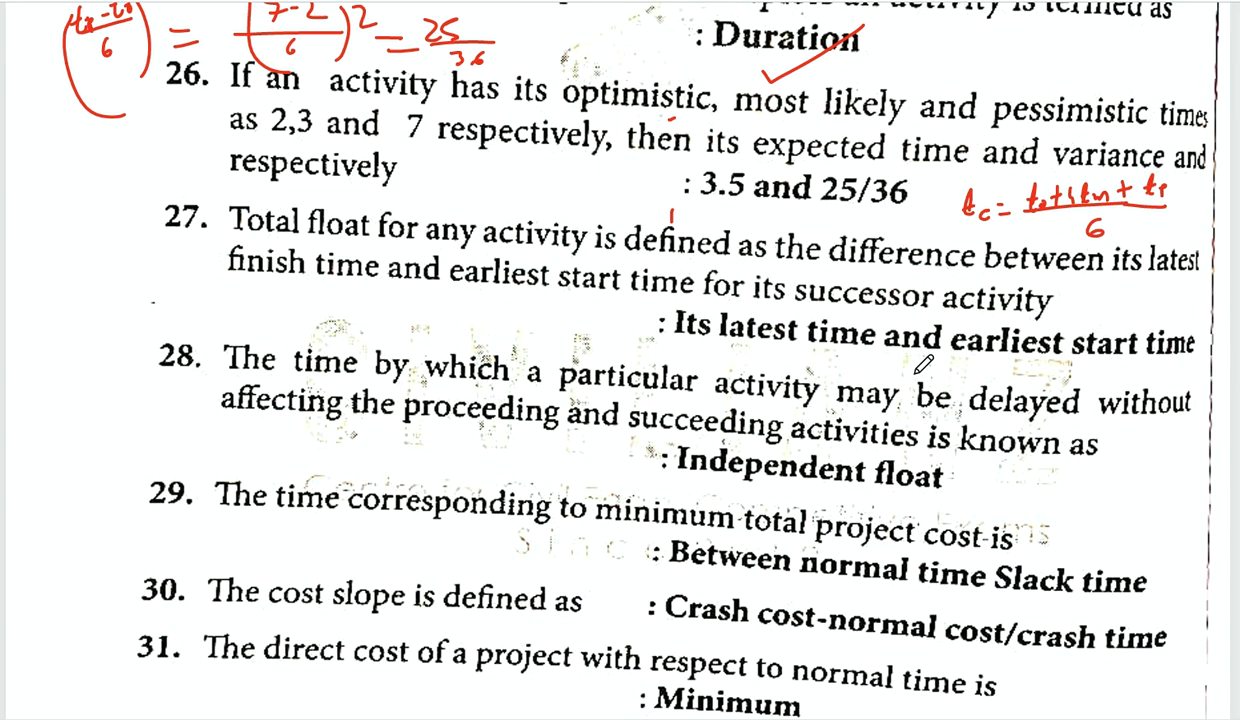 is termed as
: Duration
= (7-2/6)² = 25/36
26. If an activity has its optimistic, most likely and pessimistic times
as 2,3 and 7 respectively, then its expected time and variance and
respectively
: 3.5 and 25/36
27. Total float for any activity is defined as the difference between its latest
finish time and earliest start time for its successor activity
: Its latest time and earliest start time
28. The time by which a particular activity may be delayed without
affecting the proceeding and succeeding activities is known as
: Independent float
29. The time corresponding to minimum total project cost is
: Between normal time Slack time
30. The cost slope is defined as : Crash cost-normal cost/crash time
31. The direct cost of a project with respect to normal time is
: Minimum